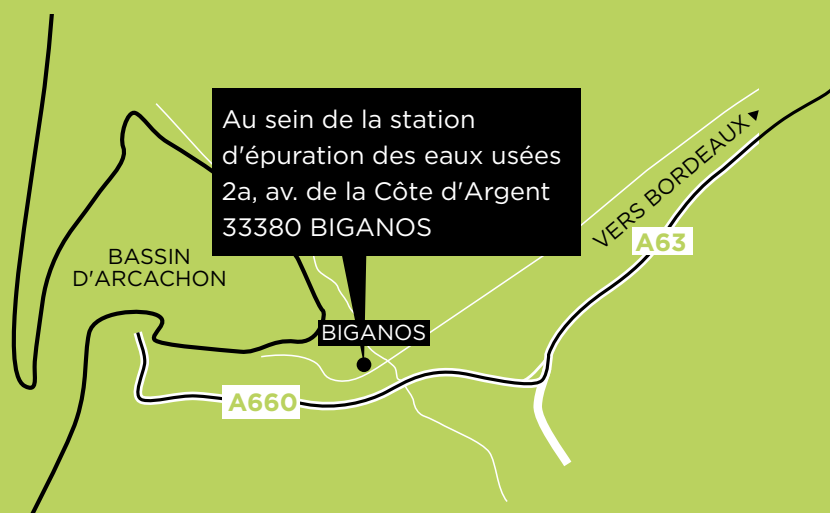 Au sein de la station
d'épuration des eaux usées
2a, av. de la Côte d'Argent
33380 BIGANOS
VERS BORDEAUX
A63
BASSIN
D'ARCACHON
BIGANOS
A660